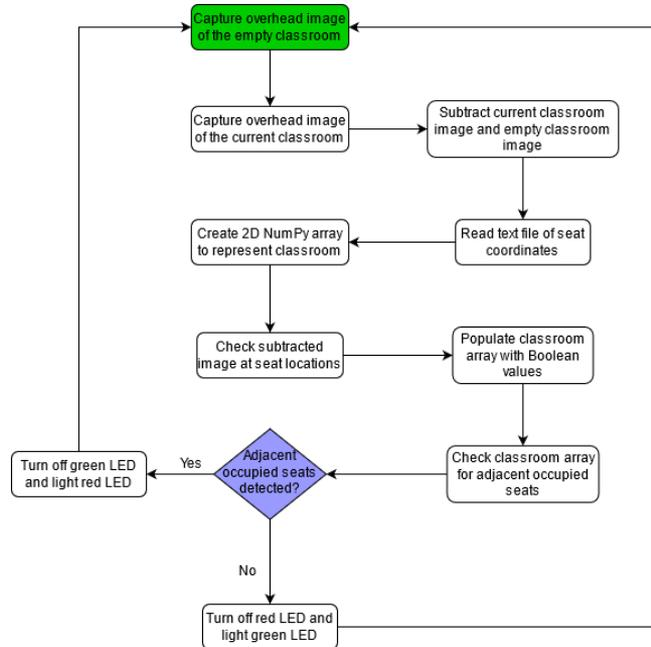 Capture overhead image
of the empty classroom
Capture overhead image
of the current classroom
Subtract current classroom
image and empty classroom
image
Read text file of seat
coordinates
Create 2D NumPy array
to represent classroom
Check subtracted
image at seat locations
Populate classroom
array with Boolean
values
Check classroom array
for adjacent occupied
seats
Adjacent
occupied seats
detected?
Yes
Turn off green LED
and light red LED
No
Turn off red LED and
light green LED